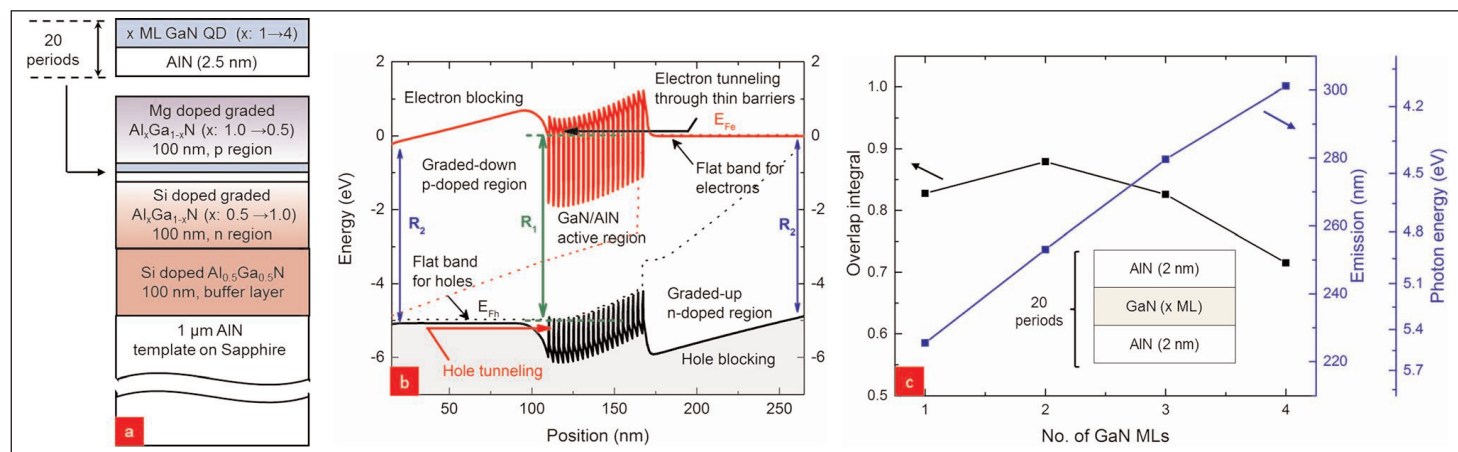 20
periods
x ML GaN QD (x: 1→4)
AlN (2.5 nm)
Mg doped graded
AlxGa1-xN (x: 1.0 →0.5)
100 nm, p region
Si doped graded
AlxGa1-xN (x: 0.5 →1.0)
100 nm, n region
Si doped Al0.5Ga0.5N
100 nm, buffer layer
1 µm AlN
template on Sapphire
a
Energy (eV)
2
0
-2
-4
-6
Electron blocking
Electron tunneling
through thin barriers
EFe
Graded-down
p-doped region
Flat band for
electrons
R2
R1
GaN/AlN
active region
R2
Flat band
for holes
EFh
Graded-up
n-doped region
Hole blocking
Hole tunneling
b
2
0
-2
-4
-6
50
100
150
200
250
Position (nm)
Overlap integral
1.0
0.9
0.8
0.7
0.6
0.5
20
periods
AlN (2 nm)
GaN (x ML)
AlN (2 nm)
c
1
2
3
4
No. of GaN MLs
300
280
260
250
230
220
Emission (nm)
4.2
4.5
4.8
5.1
5.4
5.7
Photon energy (eV)